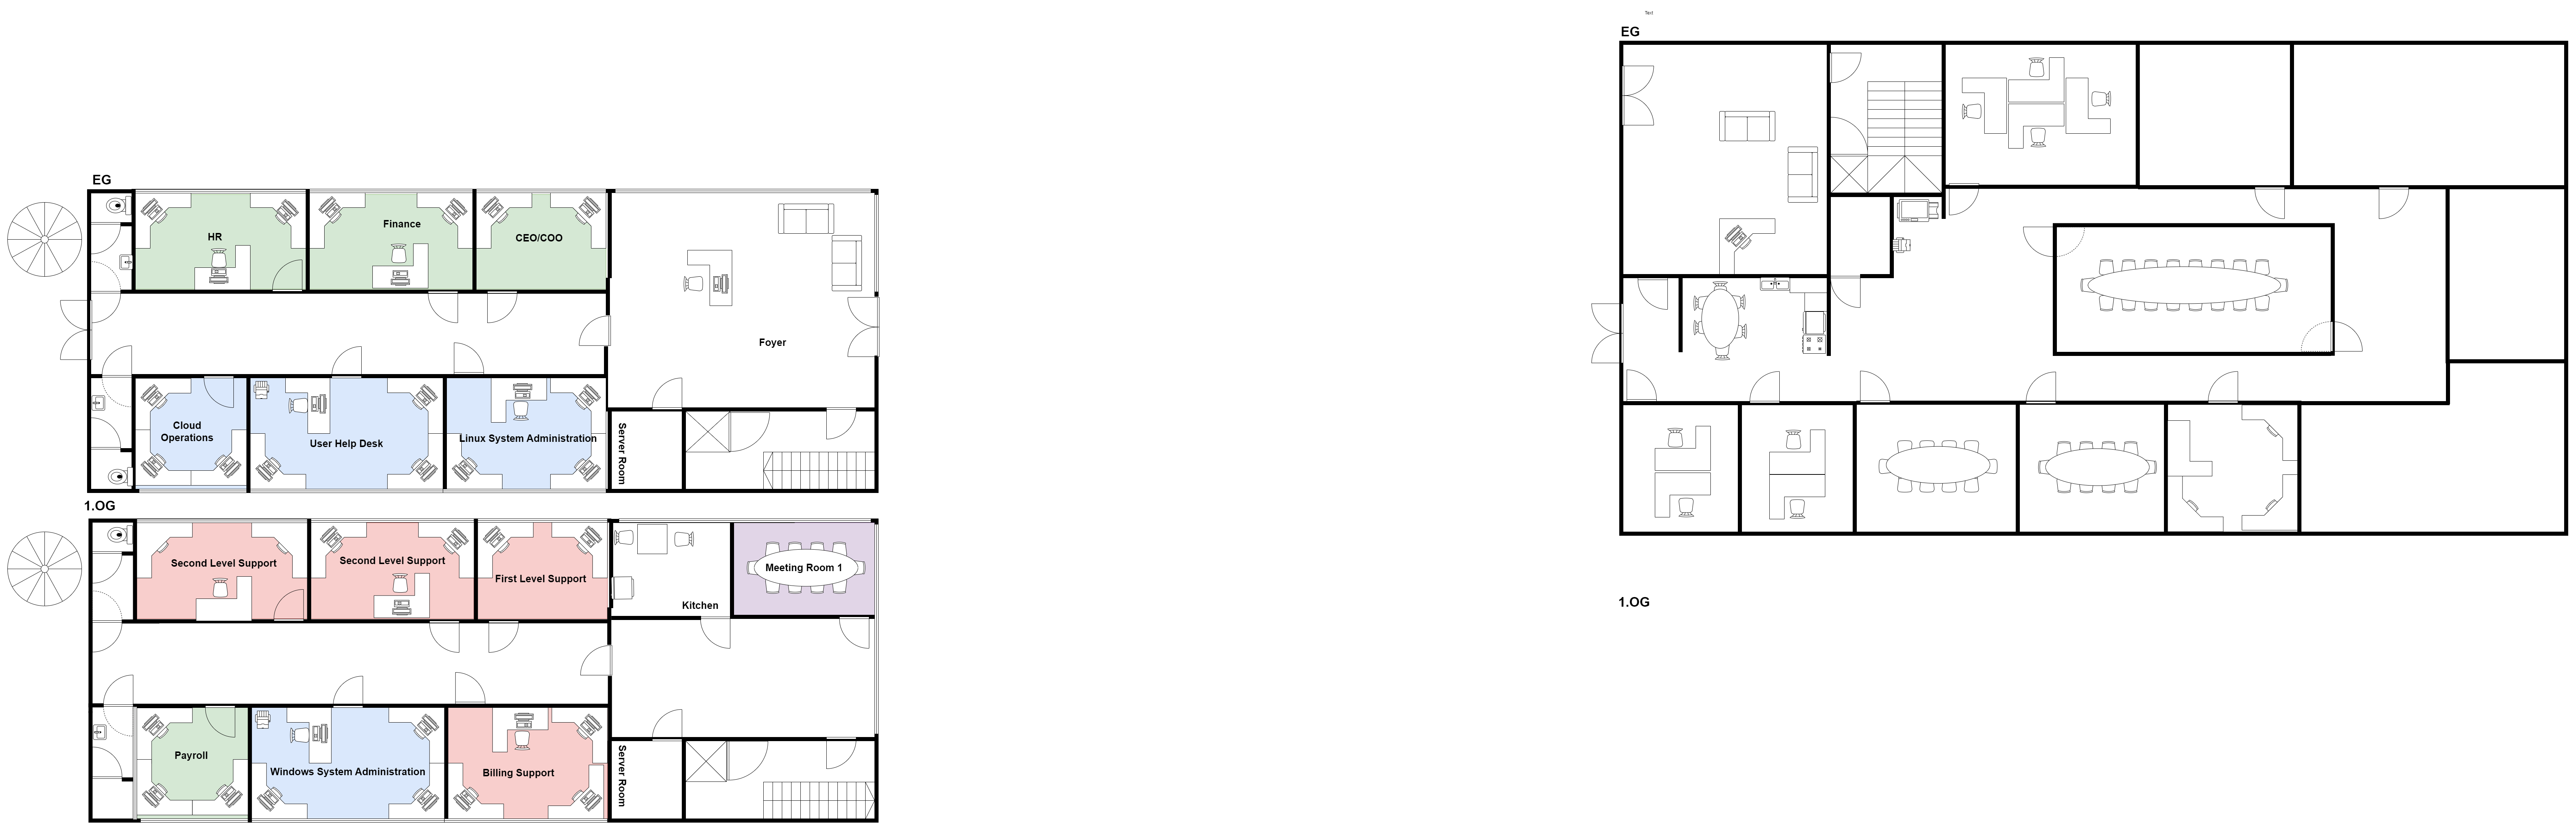 Text
EG
EG
HR
Finance
CEO/COO
Foyer
Cloud
Operations
User Help Desk
Linux System Administration
Server Room
1.OG
Second Level Support
Second Level Support
First Level Support
Kitchen
Meeting Room 1
Payroll
Windows System Administration
Billing Support
Server Room
1.OG